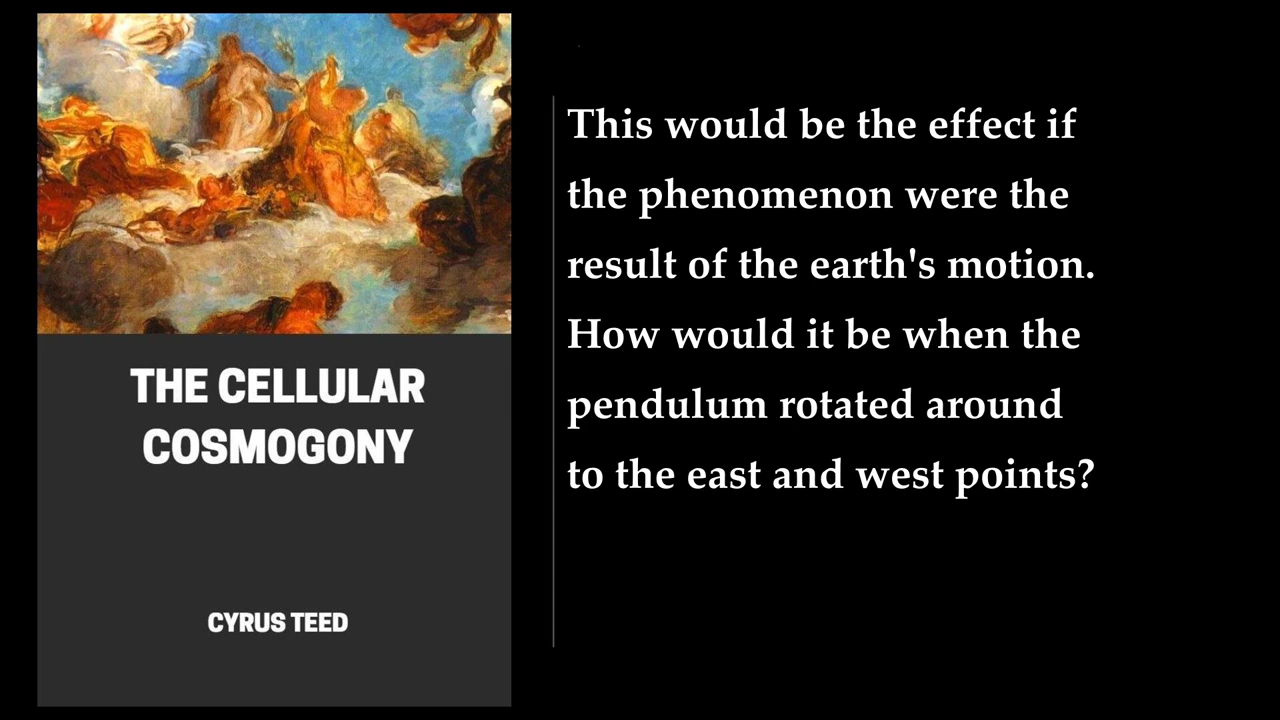 THE CELLULAR
COSMOGONY
CYRUS TEED
This would be the effect if
the phenomenon were the
result of the earth's motion.
How would it be when the
pendulum rotated around
to the east and west points?